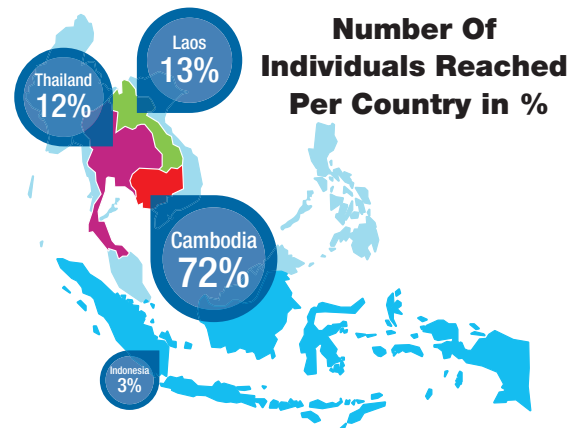 Number Of
Individuals Reached
Per Country in %
Laos
13%
Thailand
12%
Cambodia
72%
Indonesia
3%